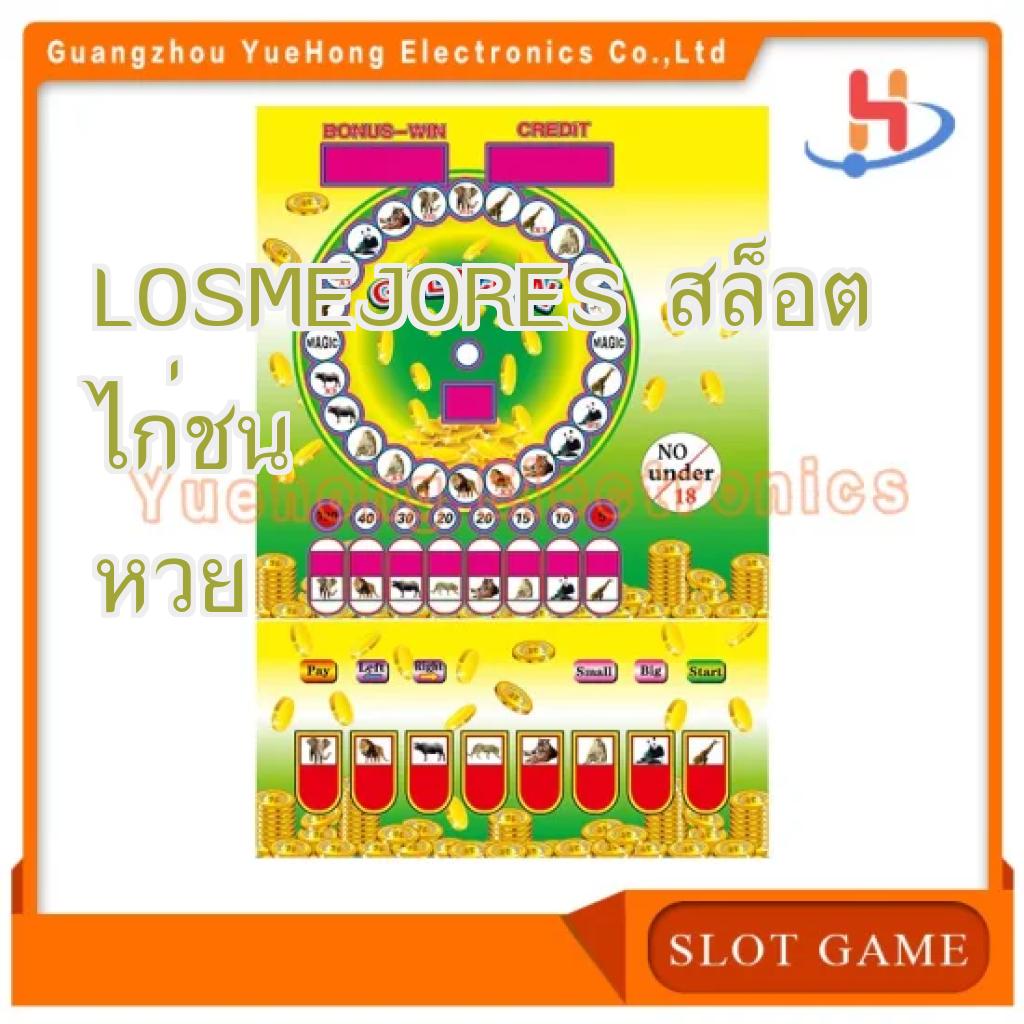 Guangzhou YueHong Electronics Co.,Ltd
BONUS-WIN CREDIT
LOSMEJORES สล็อต
MAGIC MAGIC
ไก่ชน
NO
under
18
Yuehong Electronics
40 30 20 20 15 10
หวย
Pay Left Right Small Big Start
SLOT GAME